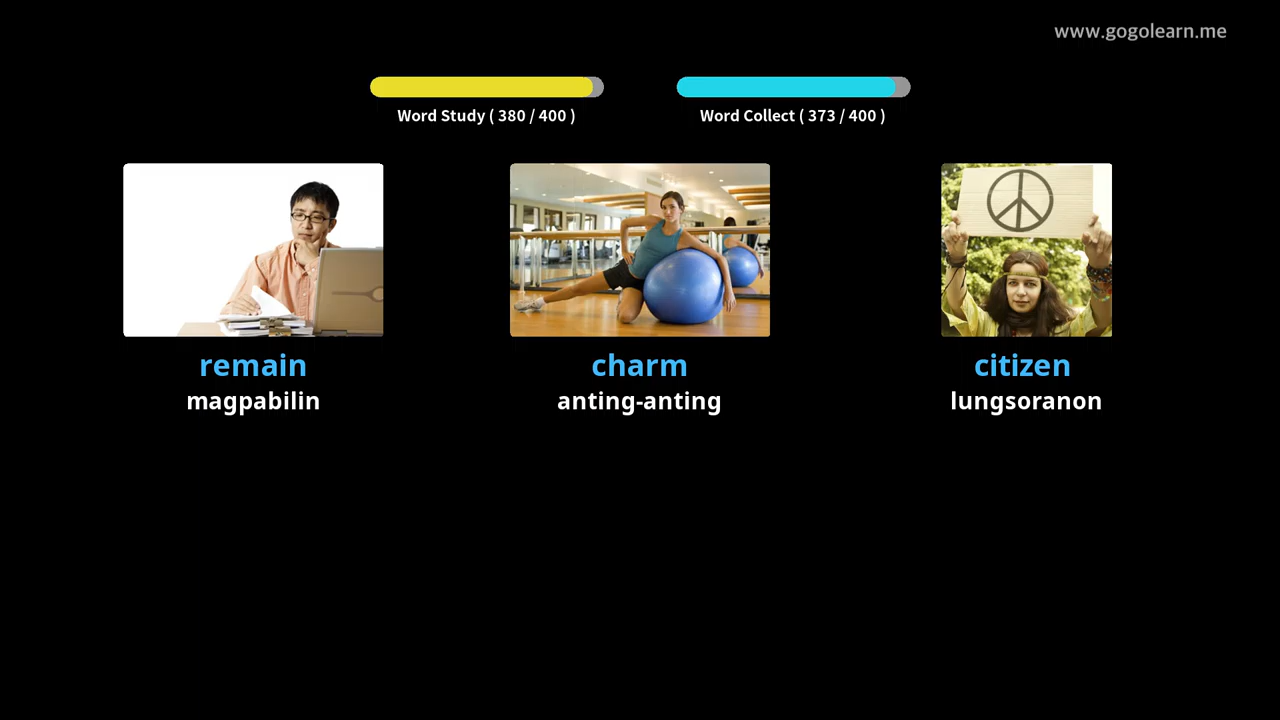 www.gogolearn.me
Word Study ( 380 / 400 )
Word Collect ( 373 / 400 )
remain
magpabilin
charm
anting-anting
citizen
lungsoranon